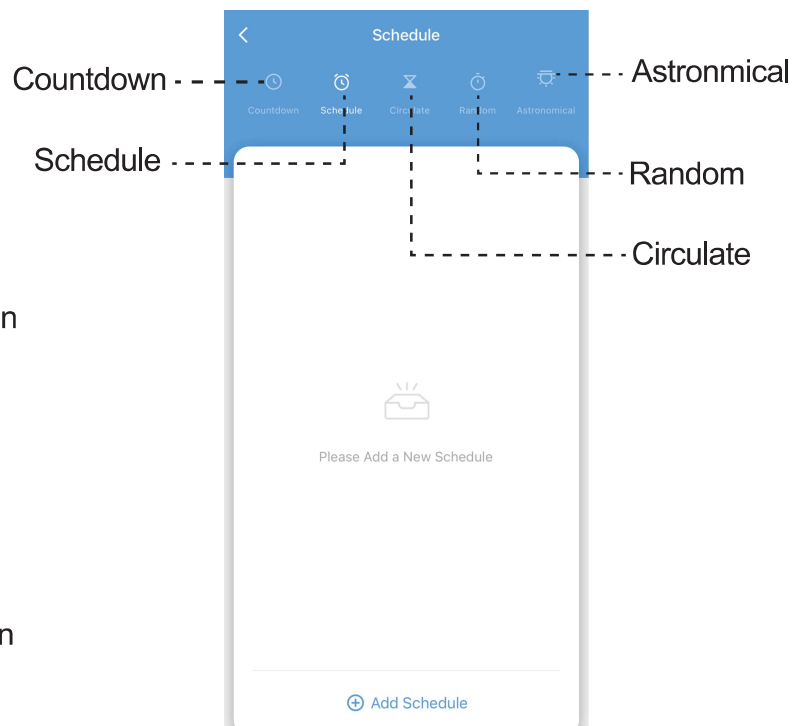 Schedule
Countdown
Astronmical
Countdown
Schedule
Circulate
Random
Astronomical
Schedule
Random
Circulate
n
Please Add a New Schedule
n
Add Schedule